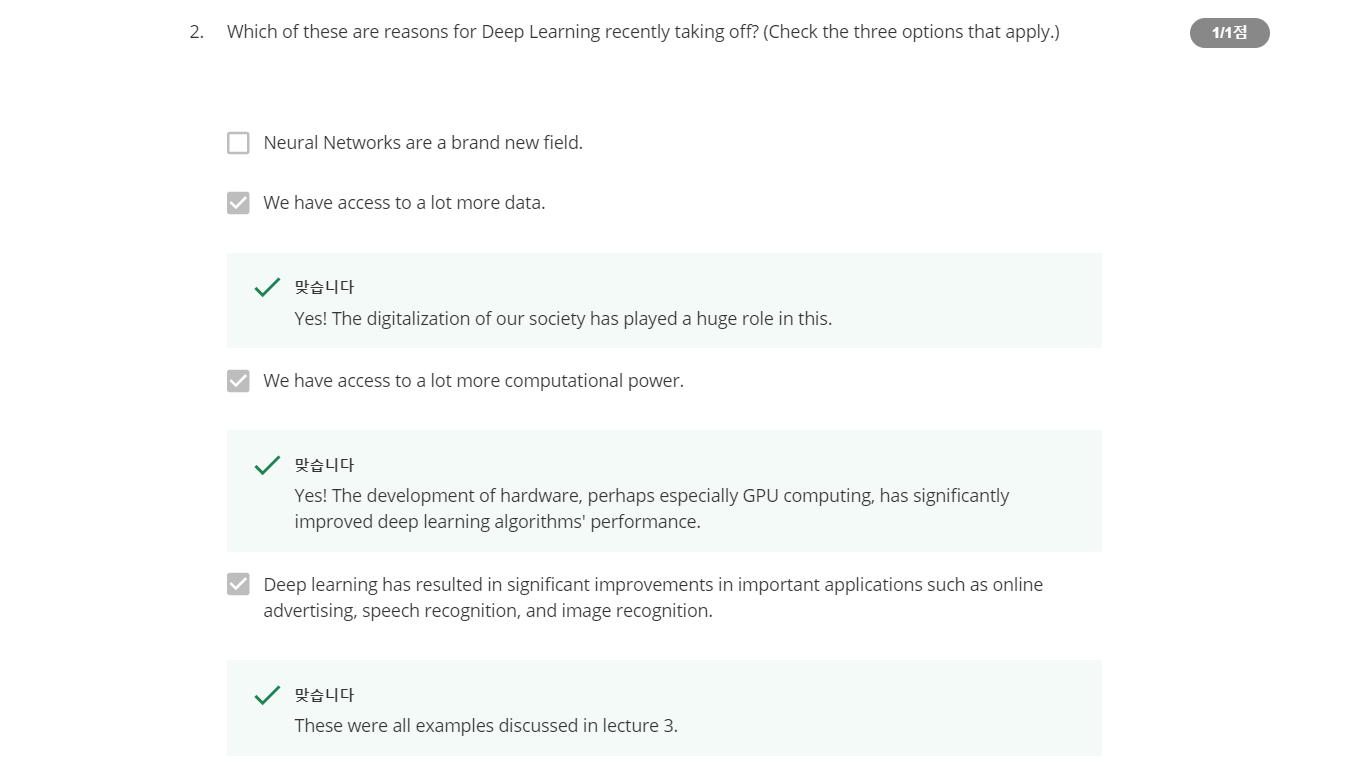 2. Which of these are reasons for Deep Learning recently taking off? (Check the three options that apply.)
1/1점
Neural Networks are a brand new field.
We have access to a lot more data.
맞습니다
Yes! The digitalization of our society has played a huge role in this.
We have access to a lot more computational power.
맞습니다
Yes! The development of hardware, perhaps especially GPU computing, has significantly
improved deep learning algorithms' performance.
Deep learning has resulted in significant improvements in important applications such as online
advertising, speech recognition, and image recognition.
맞습니다
These were all examples discussed in lecture 3.